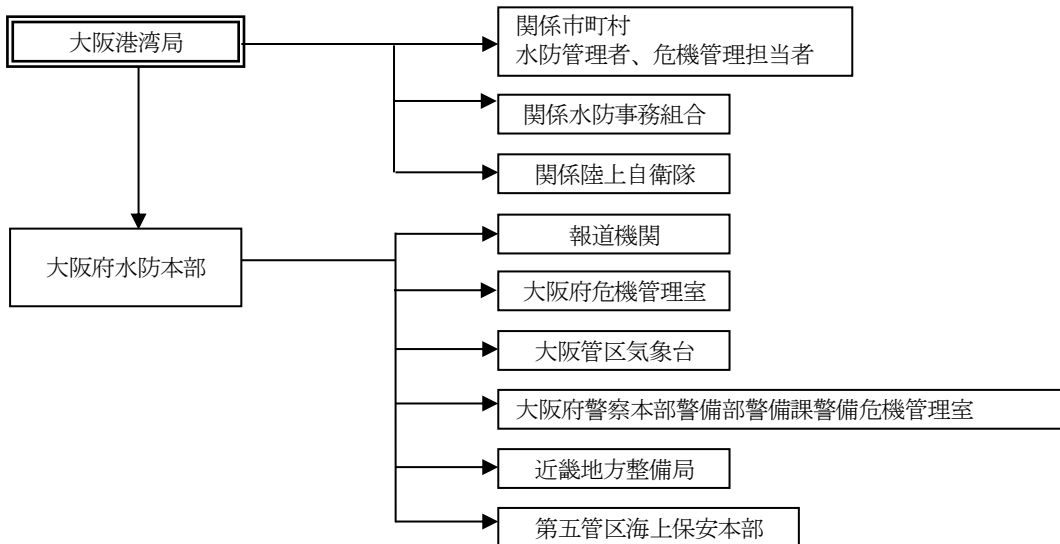 大阪港湾局
関係市町村
水防管理者、危機管理担当者
関係水防事務組合
関係陸上自衛隊
大阪府水防本部
報道機関
大阪府危機管理室
大阪管区気象台
大阪府警察本部警備部警備課警備危機管理室
近畿地方整備局
第五管区海上保安本部